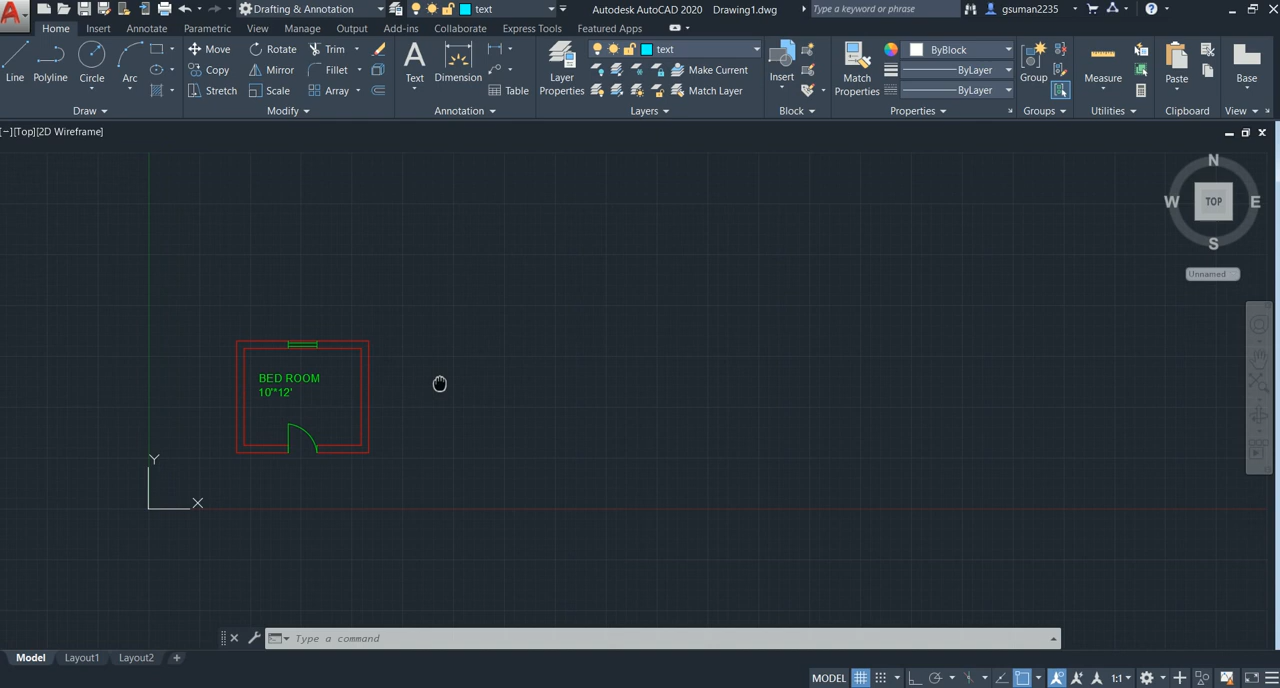 Drafting & Annotation
text
Autodesk AutoCAD 2020 Drawing1.dwg
Type a keyword or phrase
gsuman2235
Home Insert Annotate Parametric View Manage Output Add-ins Collaborate Express Tools Featured Apps
Line Polyline Circle Arc
Move Rotate Trim
Copy Mirror Fillet
Stretch Scale Array
Text Dimension
Table
Layer
Properties
text
Make Current
Match Layer
Insert
Match
Properties
ByBlock
ByLayer
ByLayer
Group
Measure
Paste
Base
Draw Modify Annotation Layers Block Properties Groups Utilities Clipboard View
[−][Top][2D Wireframe]
N
W TOP E
S
Unnamed
BED ROOM
10'*12'
Y
X
Type a command
Model Layout1 Layout2 +
MODEL 1:1